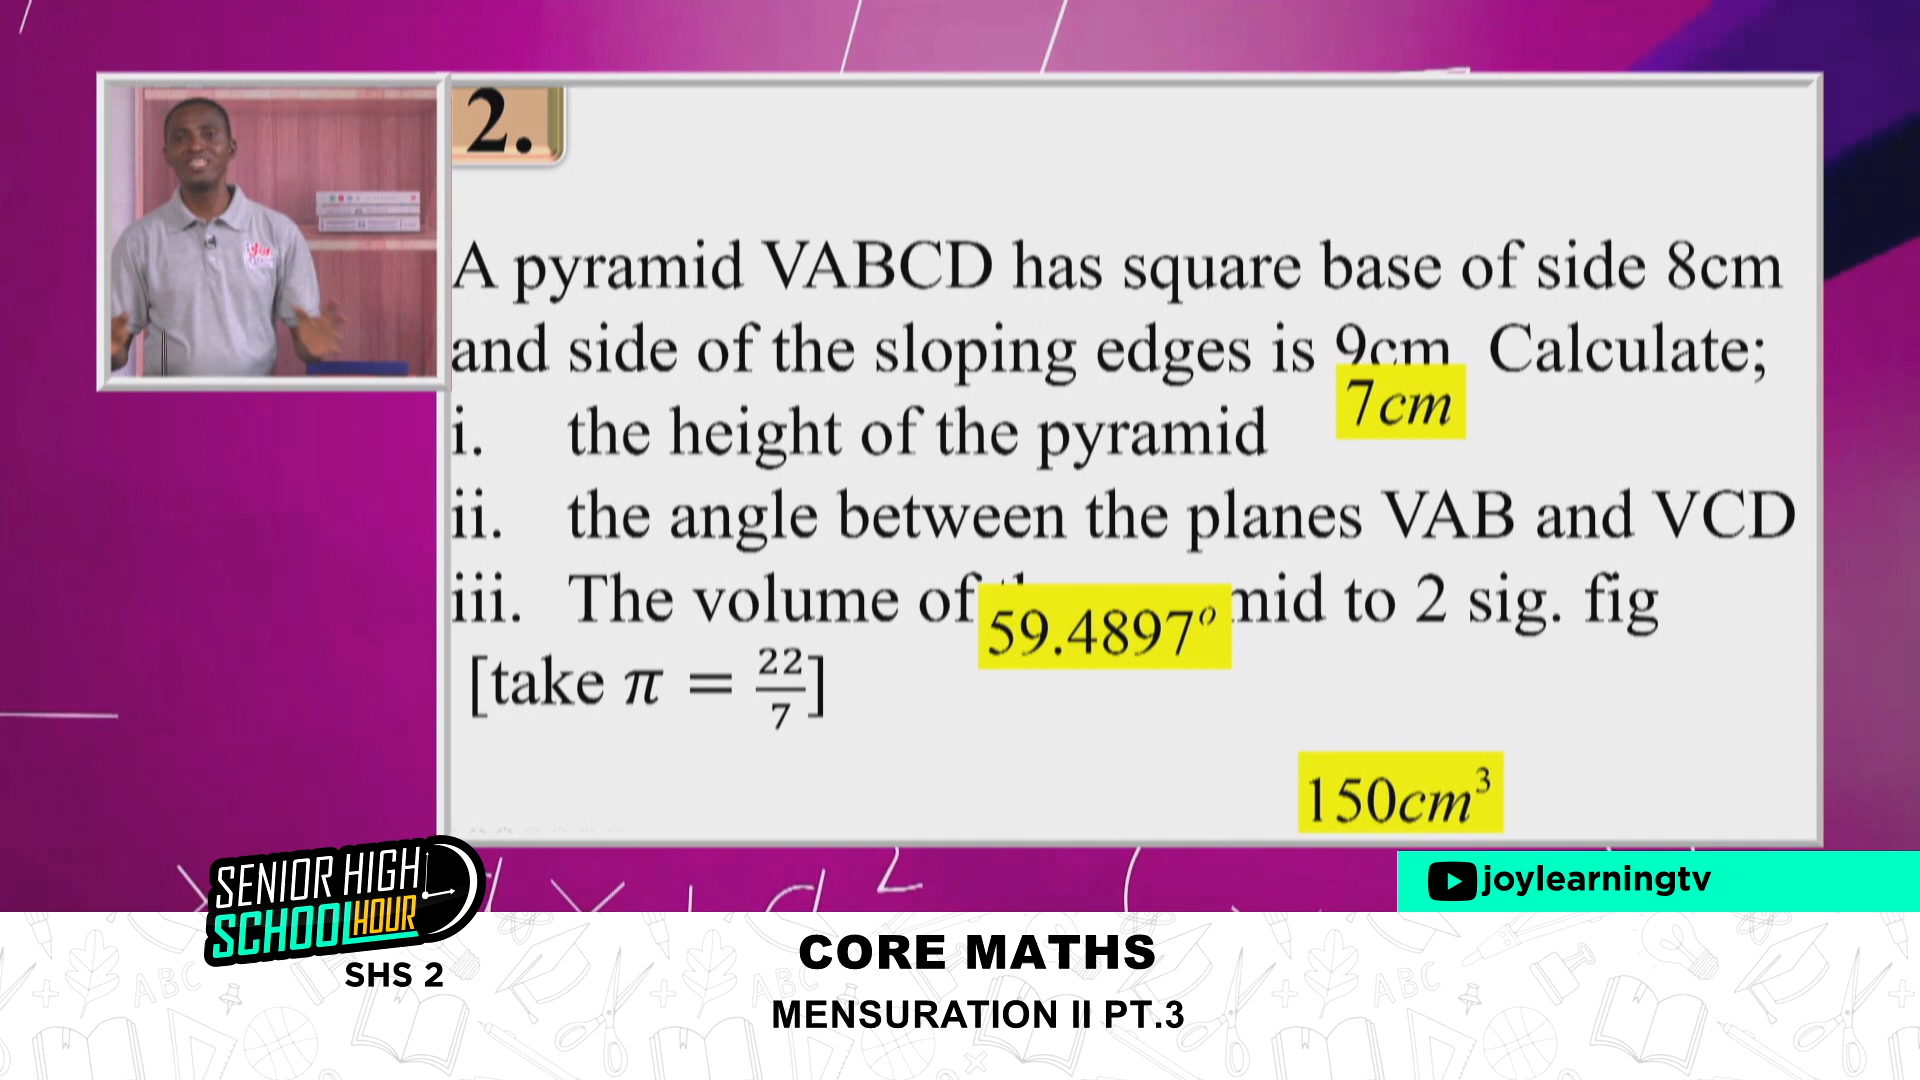 2.
A pyramid VABCD has square base of side 8cm
and side of the sloping edges is 9cm Calculate;
7cm
i. the height of the pyramid
ii. the angle between the planes VAB and VCD
iii. The volume of mid to 2 sig. fig
59.4897°
[take π = 22/7]
150cm³
joylearningtv
SENIOR HIGH
SCHOOL HOUR
SHS 2
CORE MATHS
MENSURATION II PT.3